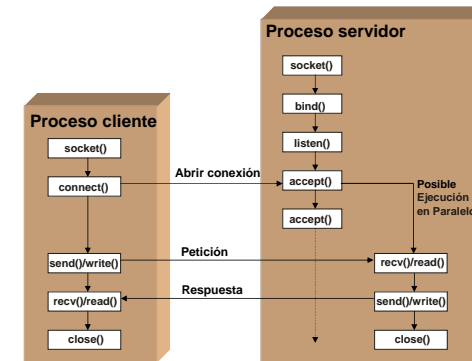 Proceso servidor
socket()
bind()
listen()
accept()
accept()
Posible
Ejecución
en Paralelo
recv()/read()
send()/write()
close()
Proceso cliente
socket()
connect()
send()/write()
recv()/read()
close()
Abrir conexión
Petición
Respuesta